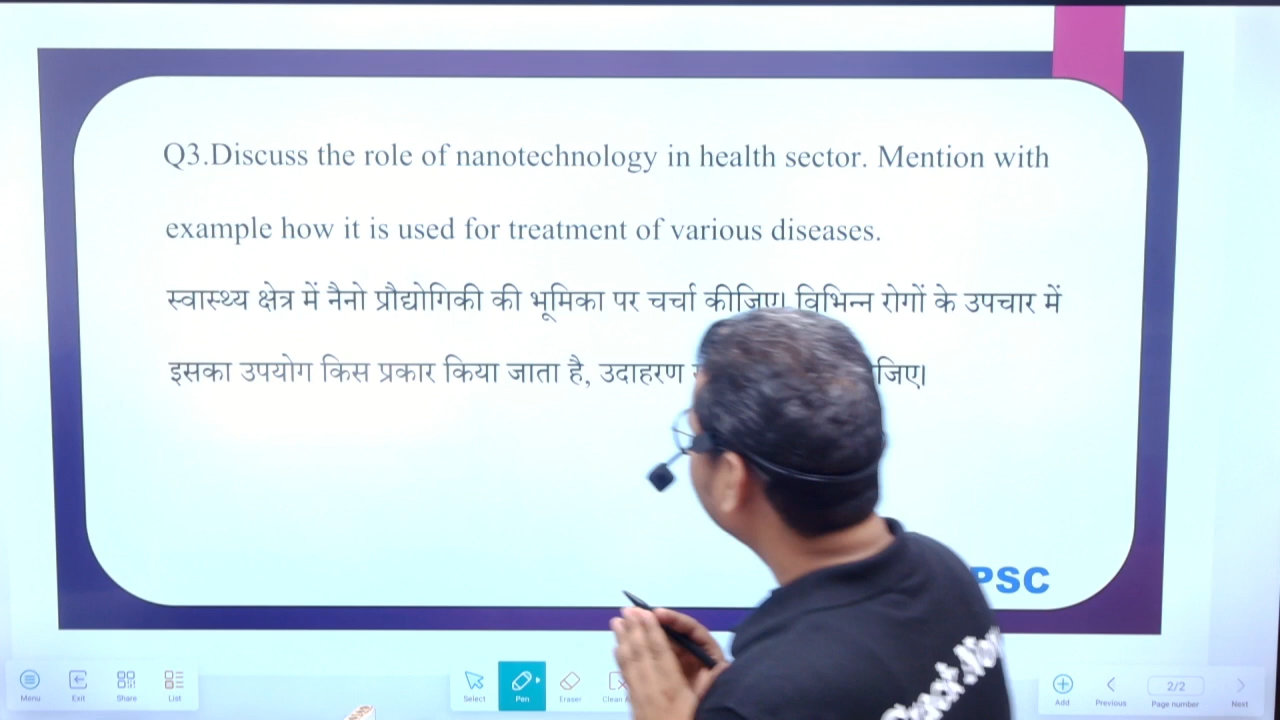 Q3.Discuss the role of nanotechnology in health sector. Mention with
example how it is used for treatment of various diseases.
स्वास्थ्य क्षेत्र में नैनो प्रौद्योगिकी की भूमिका पर चर्चा कीजिए। विभिन्न रोगों के उपचार में
इसका उपयोग किस प्रकार किया जाता है, उदाहरण जिए।
PSC
Menu Exit Share List Select Pen Eraser Clean Add Previous 2/2 Page number Next